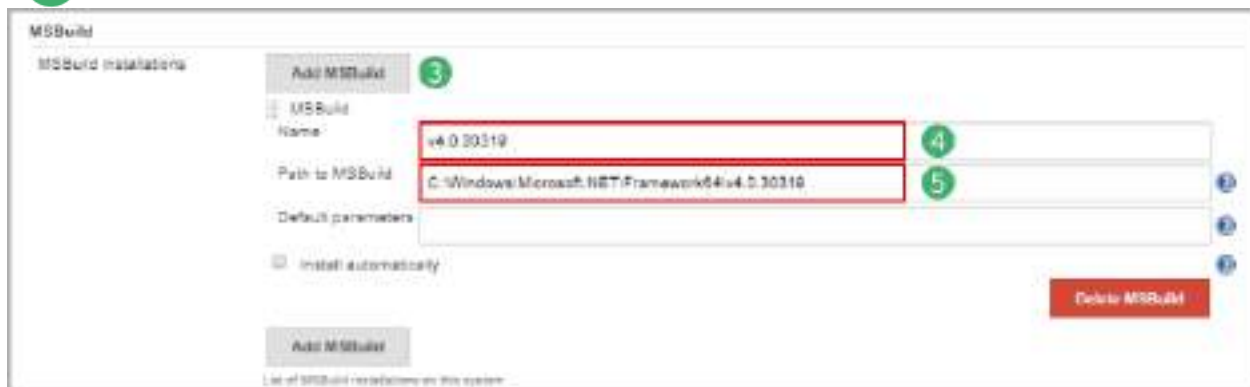 MSBuild
MSBuild installations
Add MSBuild
3
MSBuild
Name
v4.0.30319
4
Path to MSBuild
C:\Windows\Microsoft.NET\Framework64\v4.0.30319
5
Default parameters
Install automatically
Delete MSBuild
Add MSBuild
List of MSBuild installations on this system